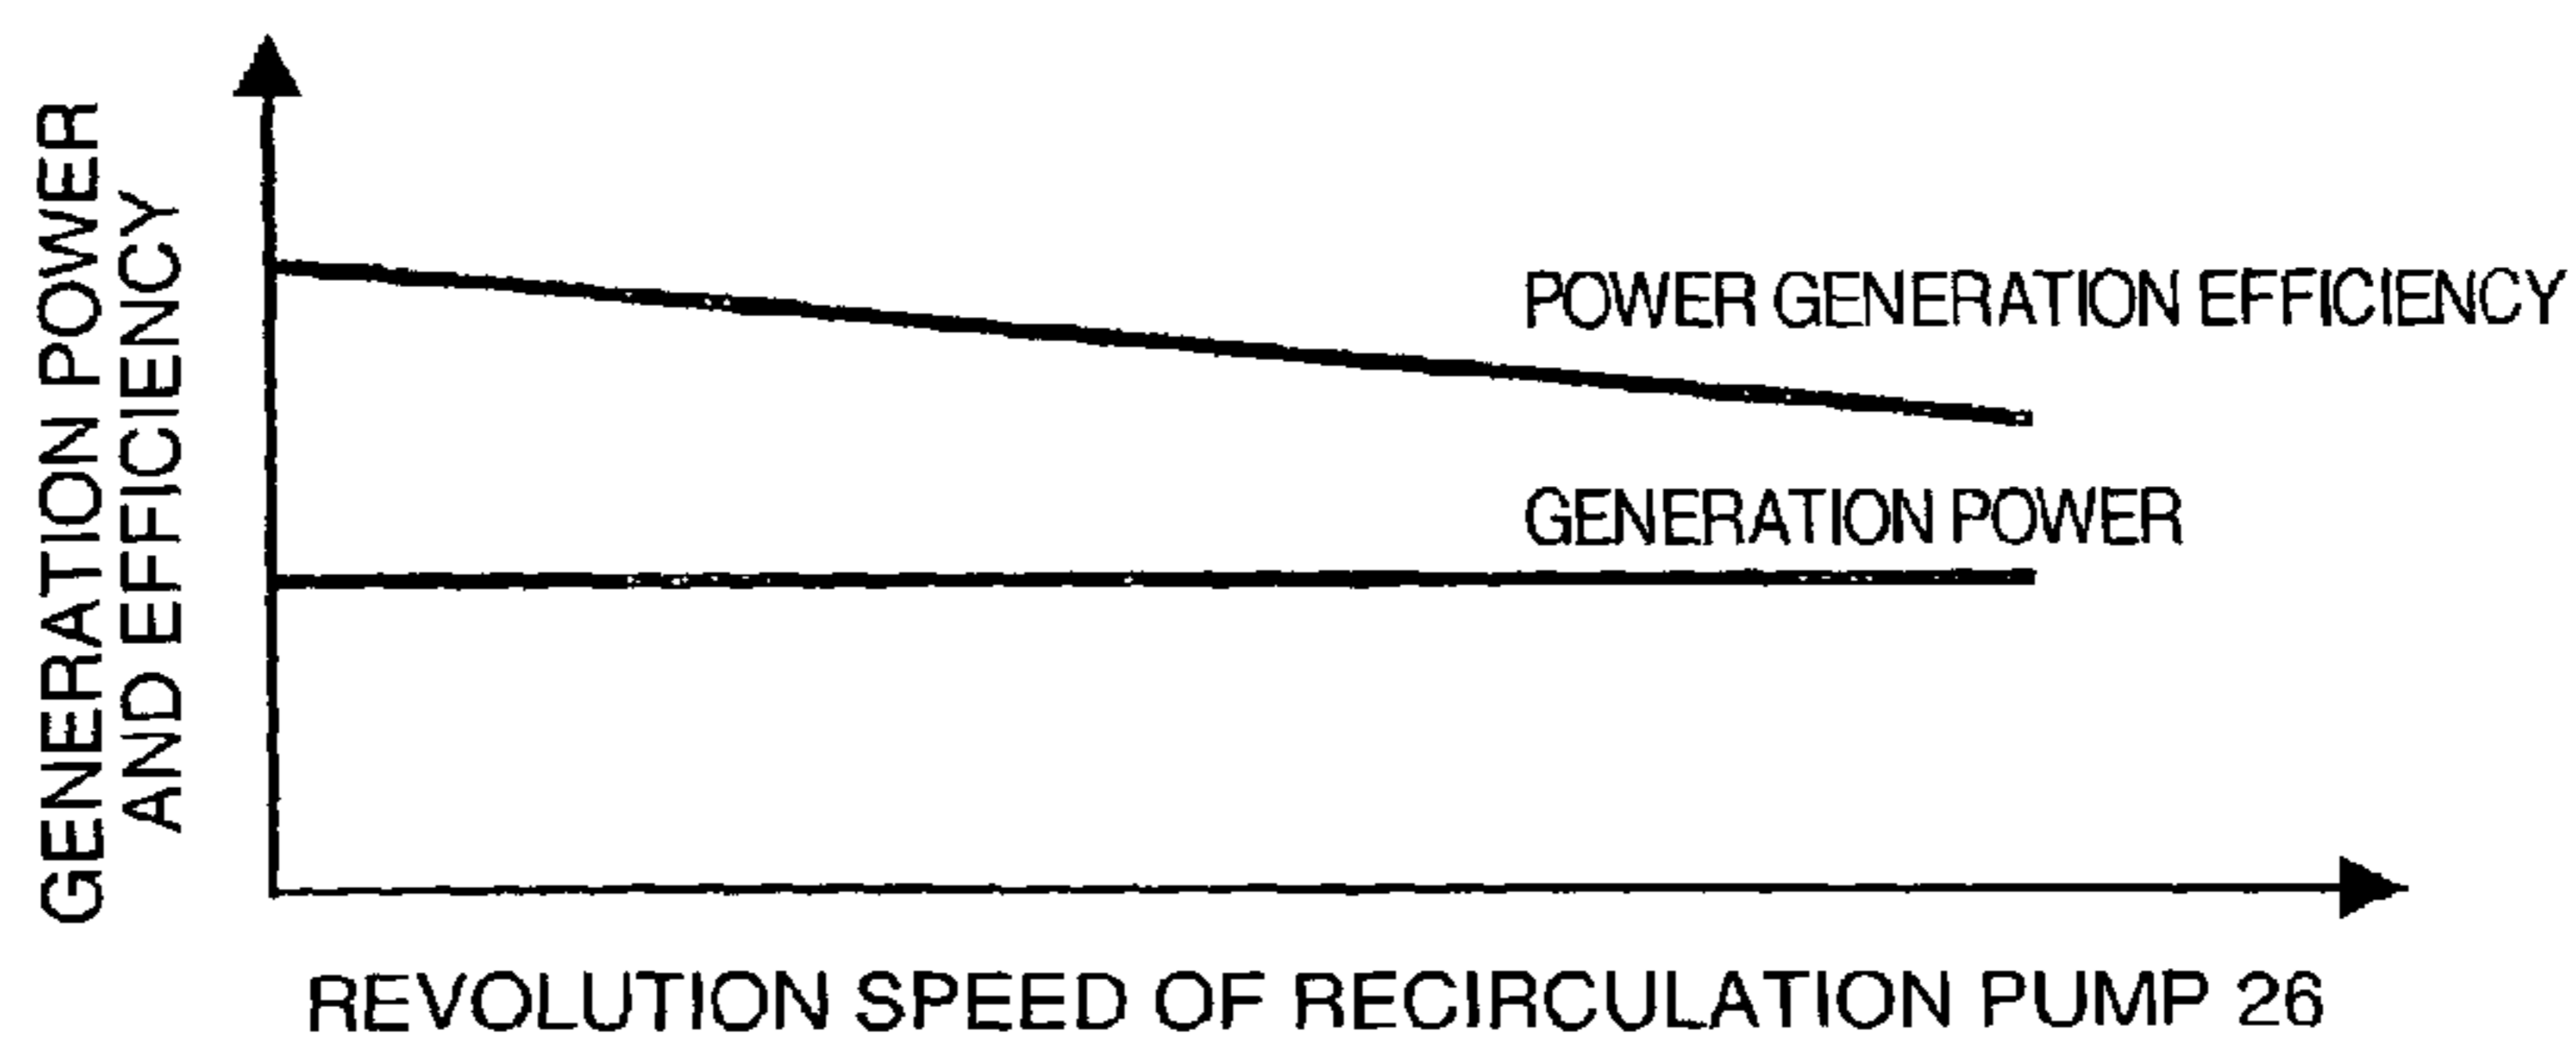 GENERATION POWER
AND EFFICIENCY
POWER GENERATION EFFICIENCY
GENERATION POWER
REVOLUTION SPEED OF RECIRCULATION PUMP 26